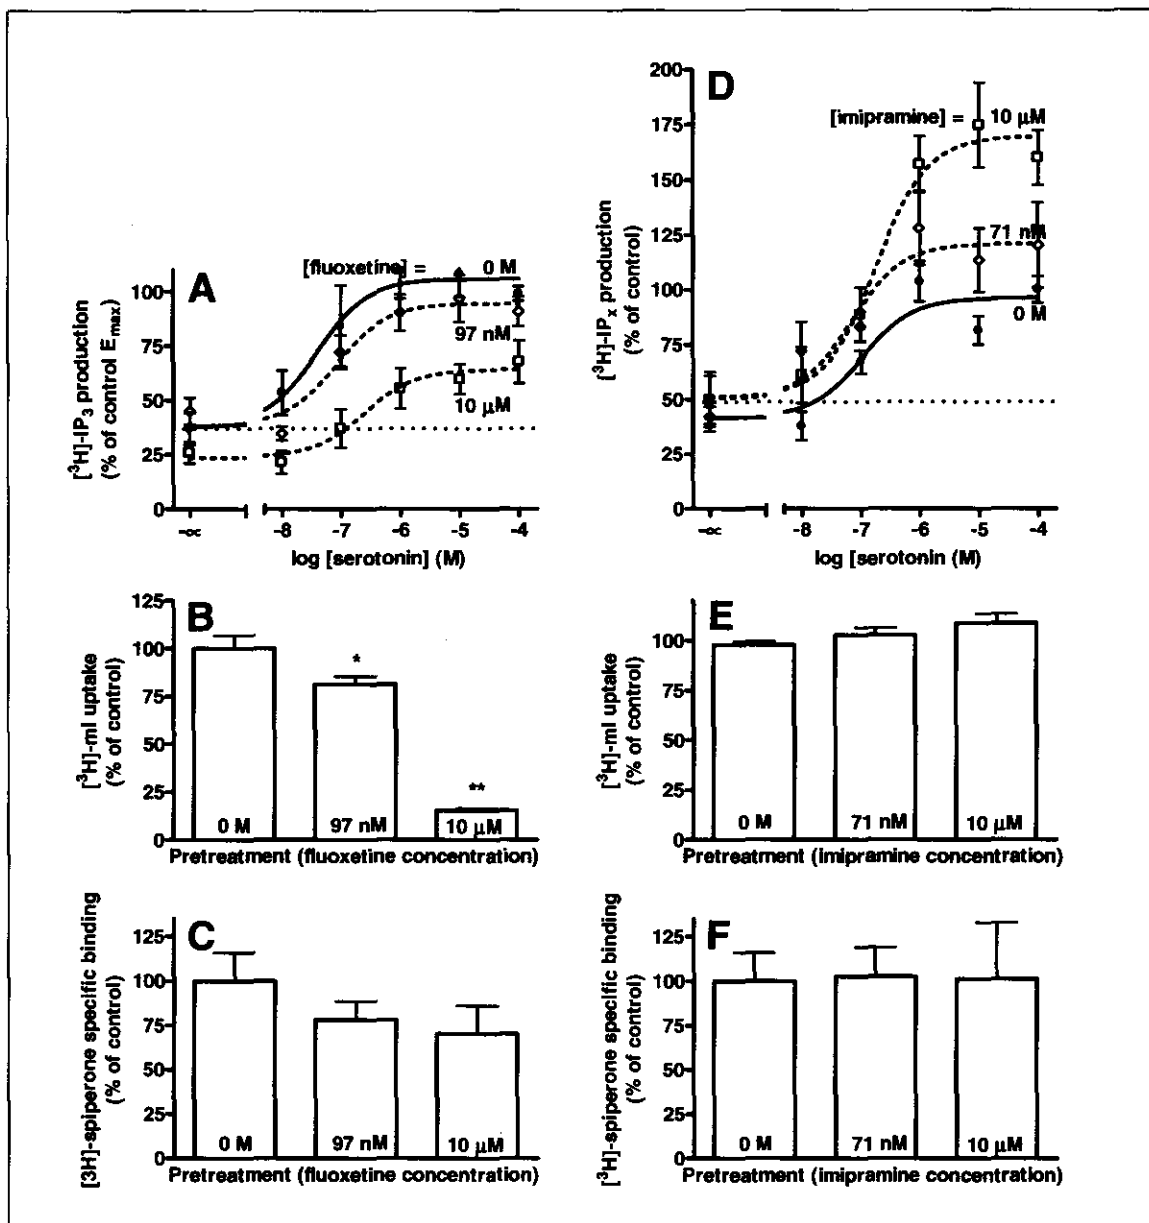 A
[fluoxetine] =
0 M
97 nM
10 µM
[³H]-IP₃ production
(% of control Eₘₐₓ)
100
75
50
25
0
-∝
-8
-7
-6
-5
-4
log [serotonin] (M)
D
[imipramine] =
10 µM
71 nM
0 M
[³H]-IPₓ production
(% of control)
200
175
150
125
100
75
50
25
0
-∝
-8
-7
-6
-5
-4
log [serotonin] (M)
B
[³H]-mI uptake
(% of control)
125
100
75
50
25
0
*
**
0 M
97 nM
10 µM
Pretreatment (fluoxetine concentration)
E
[³H]-mI uptake
(% of control)
100
75
50
25
0
0 M
71 nM
10 µM
Pretreatment (imipramine concentration)
C
[3H]-spiperone specific binding
(% of control)
125
100
75
50
25
0
0 M
97 nM
10 µM
Pretreatment (fluoxetine concentration)
F
[³H]-spiperone specific binding
(% of control)
125
100
75
50
25
0
0 M
71 nM
10 µM
Pretreatment (imipramine concentration)